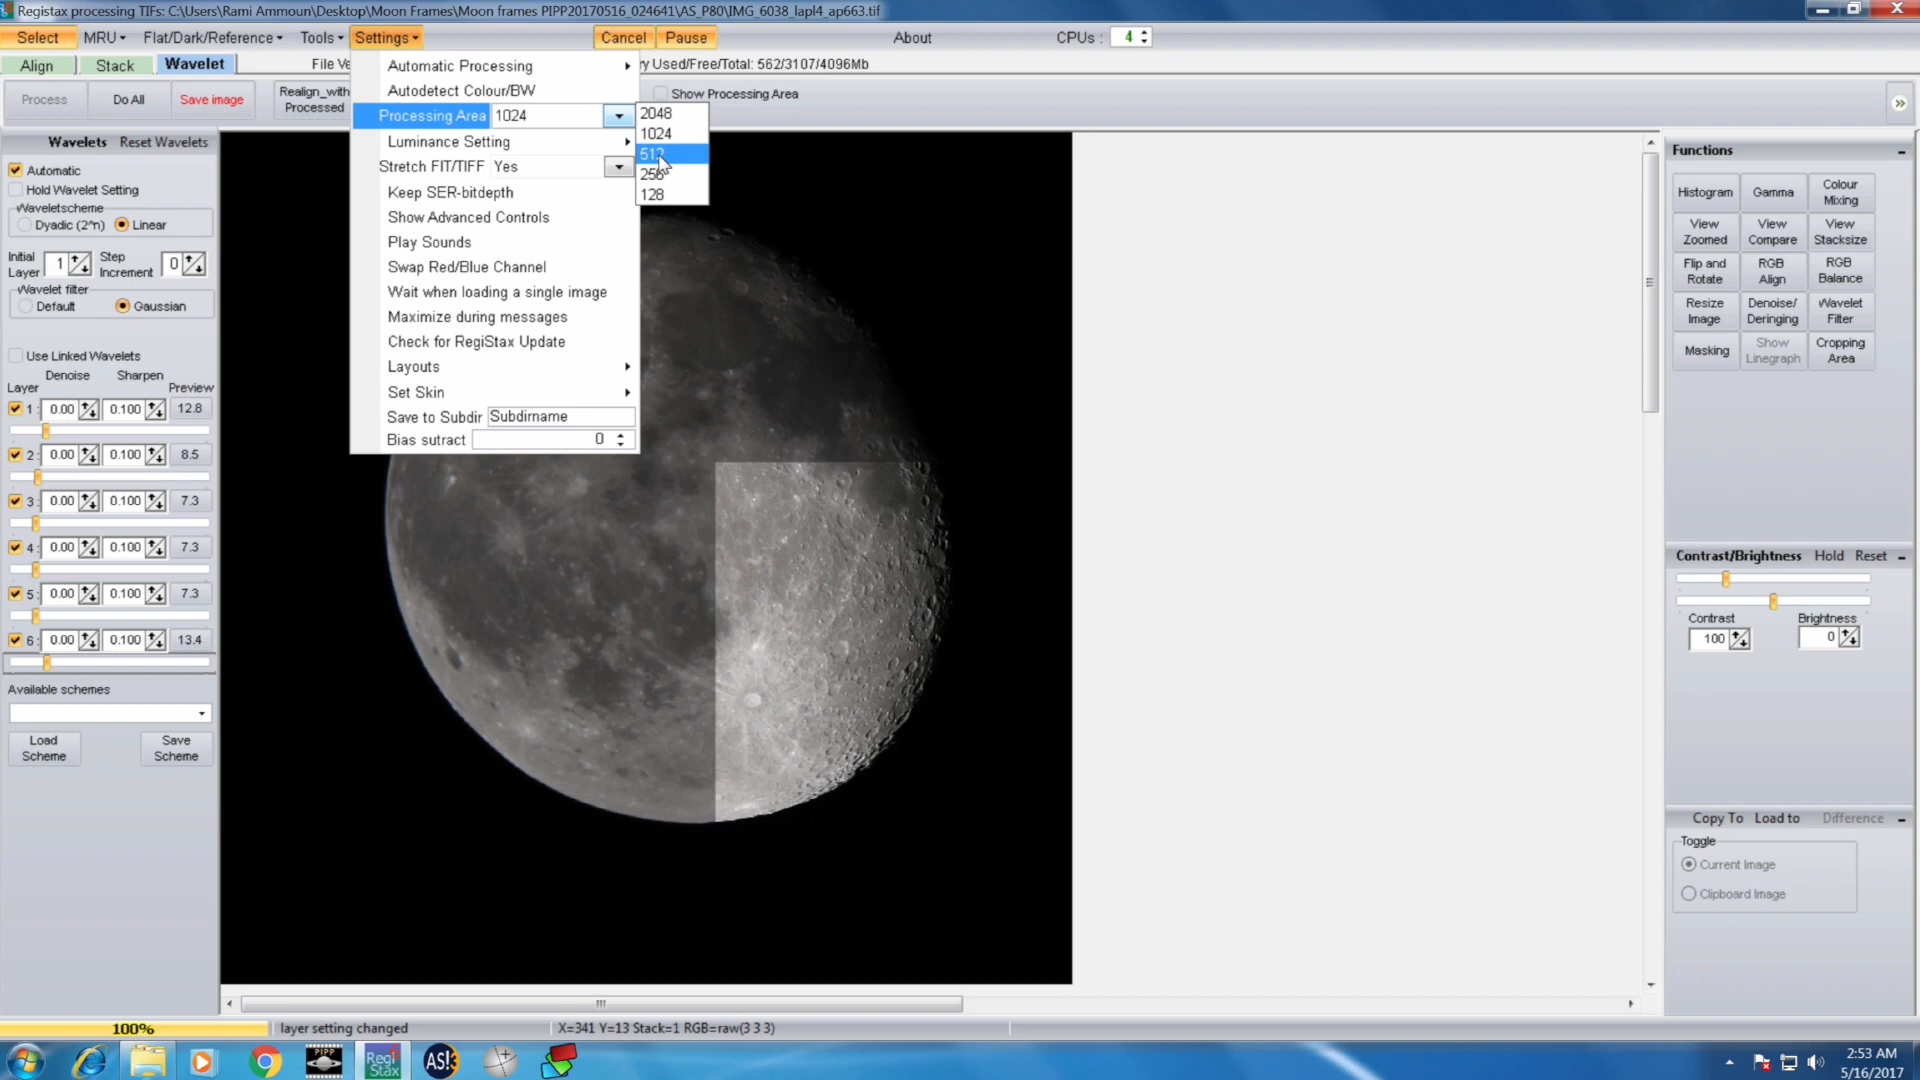 Registax processing TIFs: C:\Users\Rami Ammoun\Desktop\Moon Frames\Moon frames PIPP20170516_024641\AS_P80\IMG_6038_lapl4_ap663.tif
Select MRU Flat/Dark/Reference Tools Settings Cancel Pause About CPUs : 4
Align Stack Wavelet File Ve y Used/Free/Total: 562/3107/4096Mb
Process Do All Save image Realign_with Processed Show Processing Area
Automatic Processing
Autodetect Colour/BW
Processing Area 1024
Luminance Setting
Stretch FIT/TIFF Yes
Keep SER-bitdepth
Show Advanced Controls
Play Sounds
Swap Red/Blue Channel
Wait when loading a single image
Maximize during messages
Check for RegiStax Update
Layouts
Set Skin
Save to Subdir Subdirname
Bias sutract 0
2048
1024
512
256
128
Wavelets Reset Wavelets
Automatic
Hold Wavelet Setting
Waveletscheme
Dyadic (2^n) Linear
Initial Layer 1 Step Increment 0
Wavelet filter
Default Gaussian
Use Linked Wavelets
Denoise Sharpen
Layer Preview
1 : 0.00 0.100 12.8
2 : 0.00 0.100 8.5
3 : 0.00 0.100 7.3
4 : 0.00 0.100 7.3
5 : 0.00 0.100 7.3
6 : 0.00 0.100 13.4
Available schemes
Load Scheme Save Scheme
Functions
Histogram Gamma Colour Mixing
View Zoomed View Compare View Stacksize
Flip and Rotate RGB Align RGB Balance
Resize Image Denoise/ Deringing Wavelet Filter
Masking Show Linegraph Cropping Area
Contrast/Brightness Hold Reset
Contrast Brightness
100 0
Copy To Load to Difference
Toggle
Current Image
Clipboard Image
100% layer setting changed X=341 Y=13 Stack=1 RGB=raw(3 3 3)
PIPP
Regi Stax 6
AS!3
2:53 AM
5/16/2017